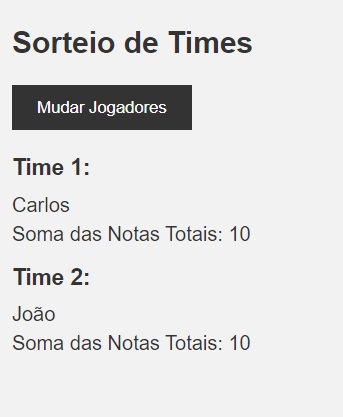 Sorteio de Times
Mudar Jogadores
Time 1:
Carlos
Soma das Notas Totais: 10
Time 2:
João
Soma das Notas Totais: 10